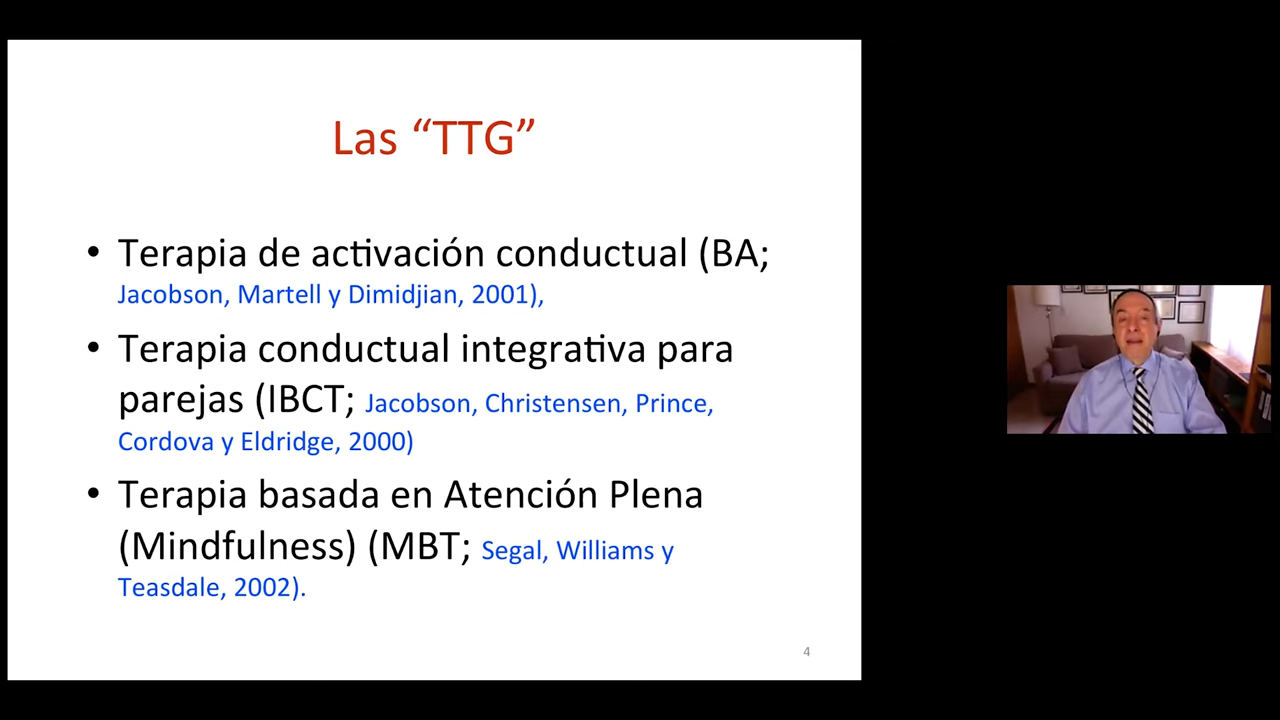 Las “TTG”
• Terapia de activación conductual (BA;
Jacobson, Martell y Dimidjian, 2001),
• Terapia conductual integrativa para
parejas (IBCT; Jacobson, Christensen, Prince,
Cordova y Eldridge, 2000)
• Terapia basada en Atención Plena
(Mindfulness) (MBT; Segal, Williams y
Teasdale, 2002).
4